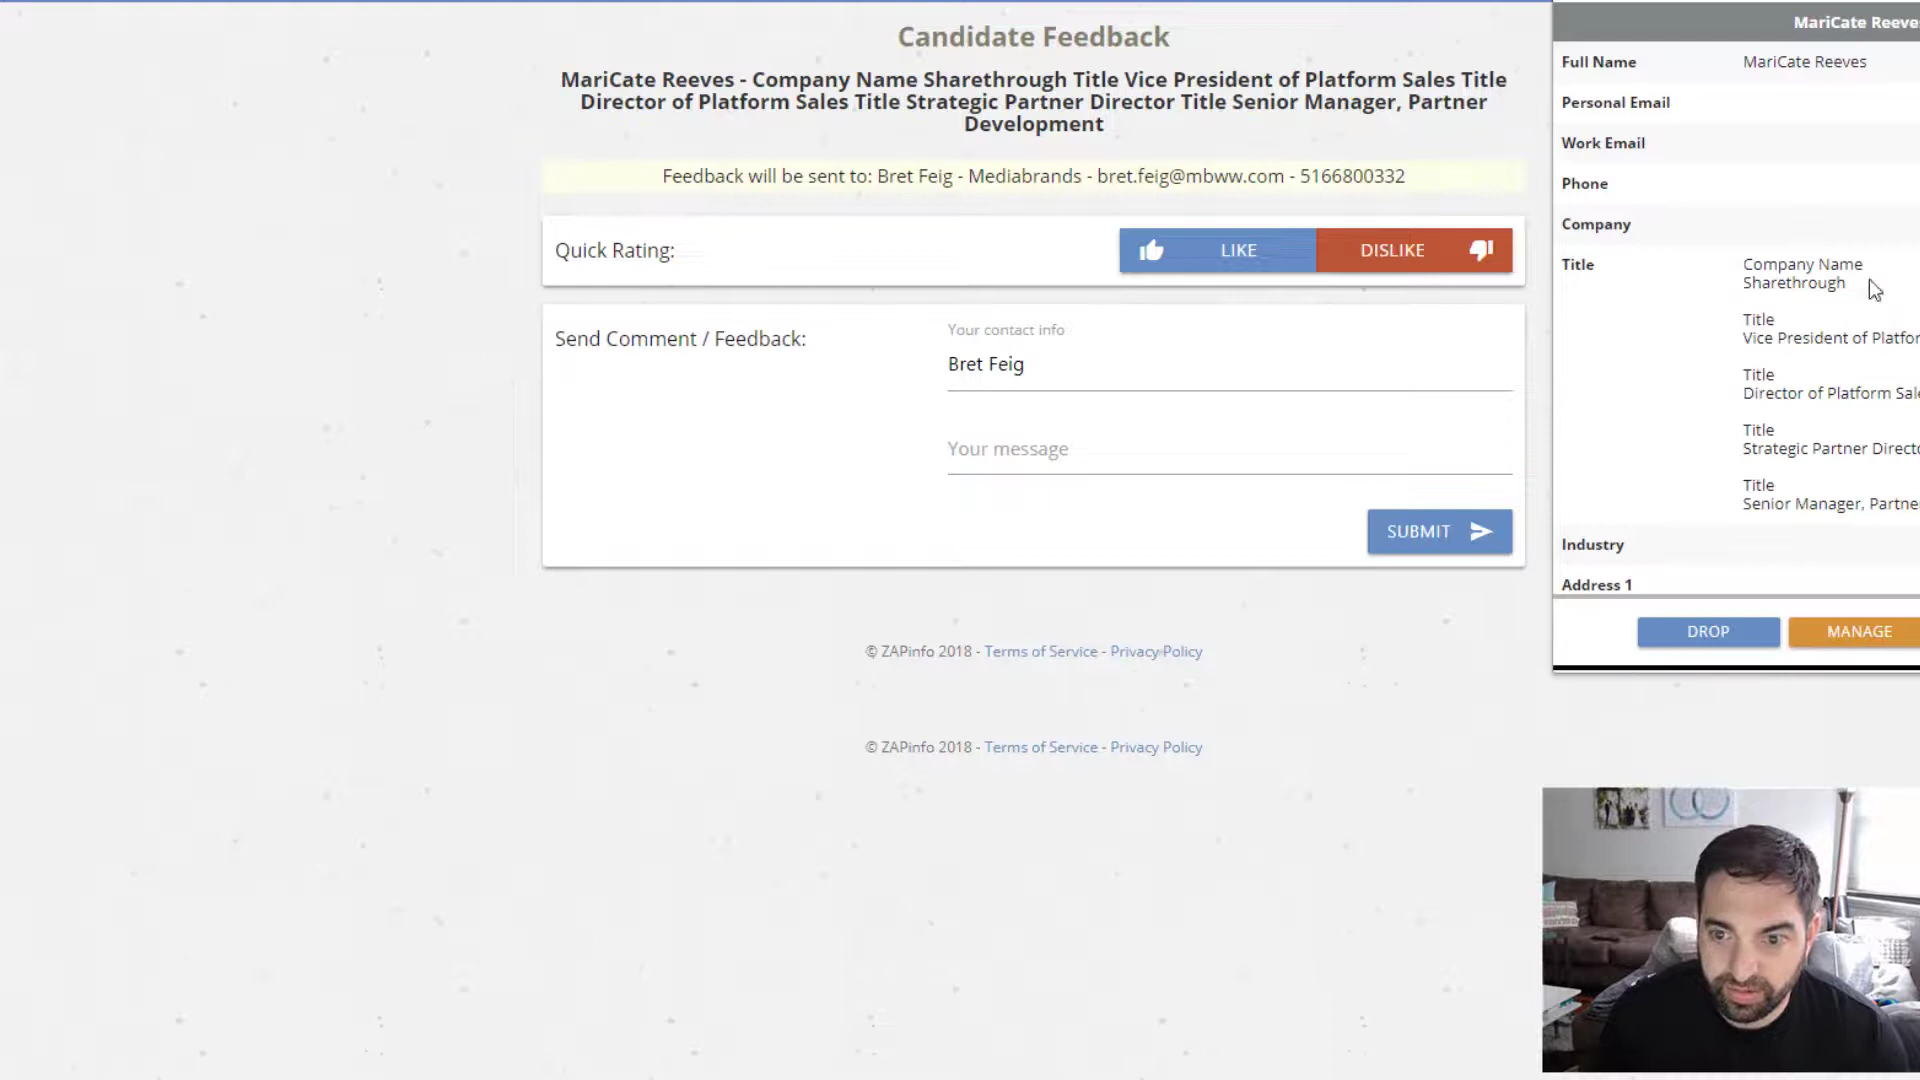 Candidate Feedback
MariCate Reeves - Company Name Sharethrough Title Vice President of Platform Sales Title
Director of Platform Sales Title Strategic Partner Director Title Senior Manager, Partner
Development
Feedback will be sent to: Bret Feig - Mediabrands - bret.feig@mbww.com - 5166800332
Quick Rating:
LIKE
DISLIKE
Send Comment / Feedback:
Your contact info
Bret Feig
Your message
SUBMIT
© ZAPinfo 2018 - Terms of Service - Privacy Policy
© ZAPinfo 2018 - Terms of Service - Privacy Policy
MariCate Reeves
Full Name MariCate Reeves
Personal Email
Work Email
Phone
Company
Title Company Name
Sharethrough
Title
Vice President of Platfor
Title
Director of Platform Sale
Title
Strategic Partner Directo
Title
Senior Manager, Partne
Industry
Address 1
DROP
MANAGE